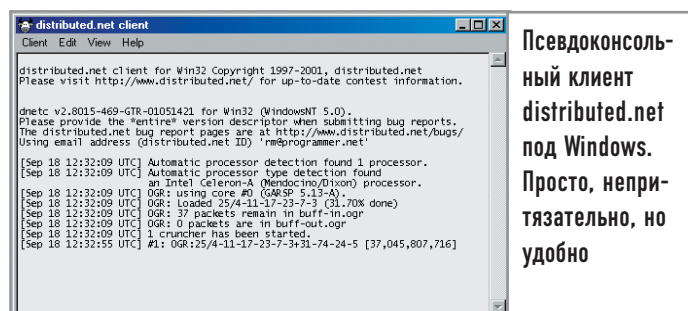 distributed.net client
Client Edit View Help
distributed.net client for Win32 Copyright 1997-2001, distributed.net
Please visit http://www.distributed.net/ for up-to-date contest information.
dnetc v2.8015-469-GTR-01051421 for Win32 (WindowsNT 5.0).
Please provide the *entire* version descriptor when submitting bug reports.
The distributed.net bug report pages are at http://www.distributed.net/bugs/
Using email address (distributed.net ID) 'rm@programmer.net'
[Sep 18 12:32:09 UTC] Automatic processor detection found 1 processor.
[Sep 18 12:32:09 UTC] Automatic processor type detection found
an Intel Celeron-A (Mendocino/Dixon) processor.
[Sep 18 12:32:09 UTC] OGR: using core #0 (GARSP 5.13-A).
[Sep 18 12:32:09 UTC] OGR: Loaded 25/4-11-17-23-7-3 (31.70% done)
[Sep 18 12:32:09 UTC] OGR: 37 packets remain in buff-in.ogr
[Sep 18 12:32:09 UTC] OGR: 0 packets are in buff-out.ogr
[Sep 18 12:32:09 UTC] 1 cruncher has been started.
[Sep 18 12:32:55 UTC] #1: OGR:25/4-11-17-23-7-3+31-74-24-5 [37,045,807,716]
Псевдоконсоль-
ный клиент
distributed.net
под Windows.
Просто, непри-
тязательно, но
удобно